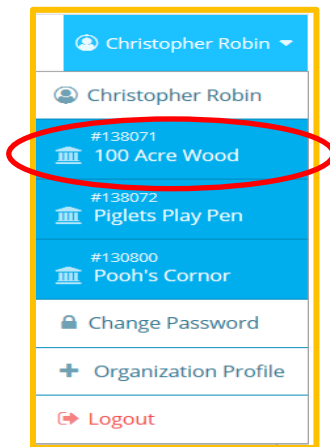 Christopher Robin
Christopher Robin
#138071
100 Acre Wood
#138072
Piglets Play Pen
#130800
Pooh's Cornor
Change Password
Organization Profile
Logout